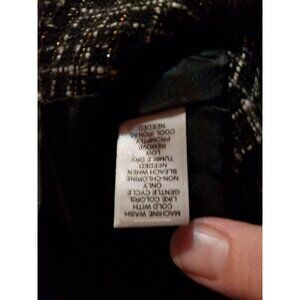 MACHINE WASH
COLD WITH
LIKE COLORS,
GENTLE CYCLE
ONLY
NON-CHLORINE
BLEACH WHEN
NEEDED
TUMBLE DRY
LOW
REMOVE
PROMPTLY
COOL IRON AS
NEEDED